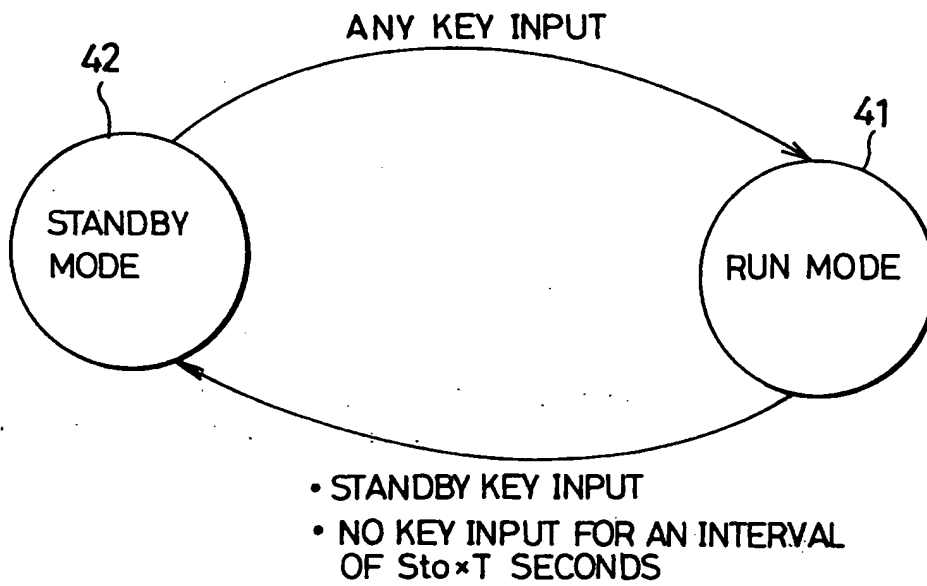 ANY KEY INPUT
42
41
STANDBY
MODE
RUN MODE
• STANDBY KEY INPUT
• NO KEY INPUT FOR AN INTERVAL
OF Sto×T SECONDS